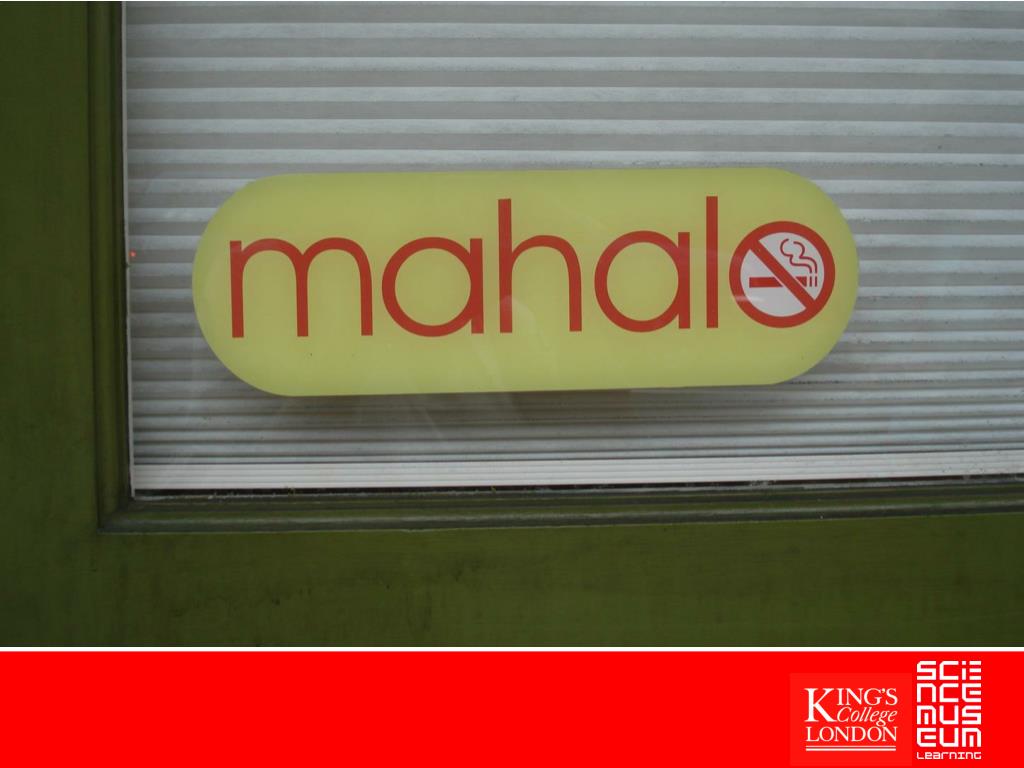 mahalo
KING'S
College
LONDON
SCIE
NCE
MUS
EUM
Learning